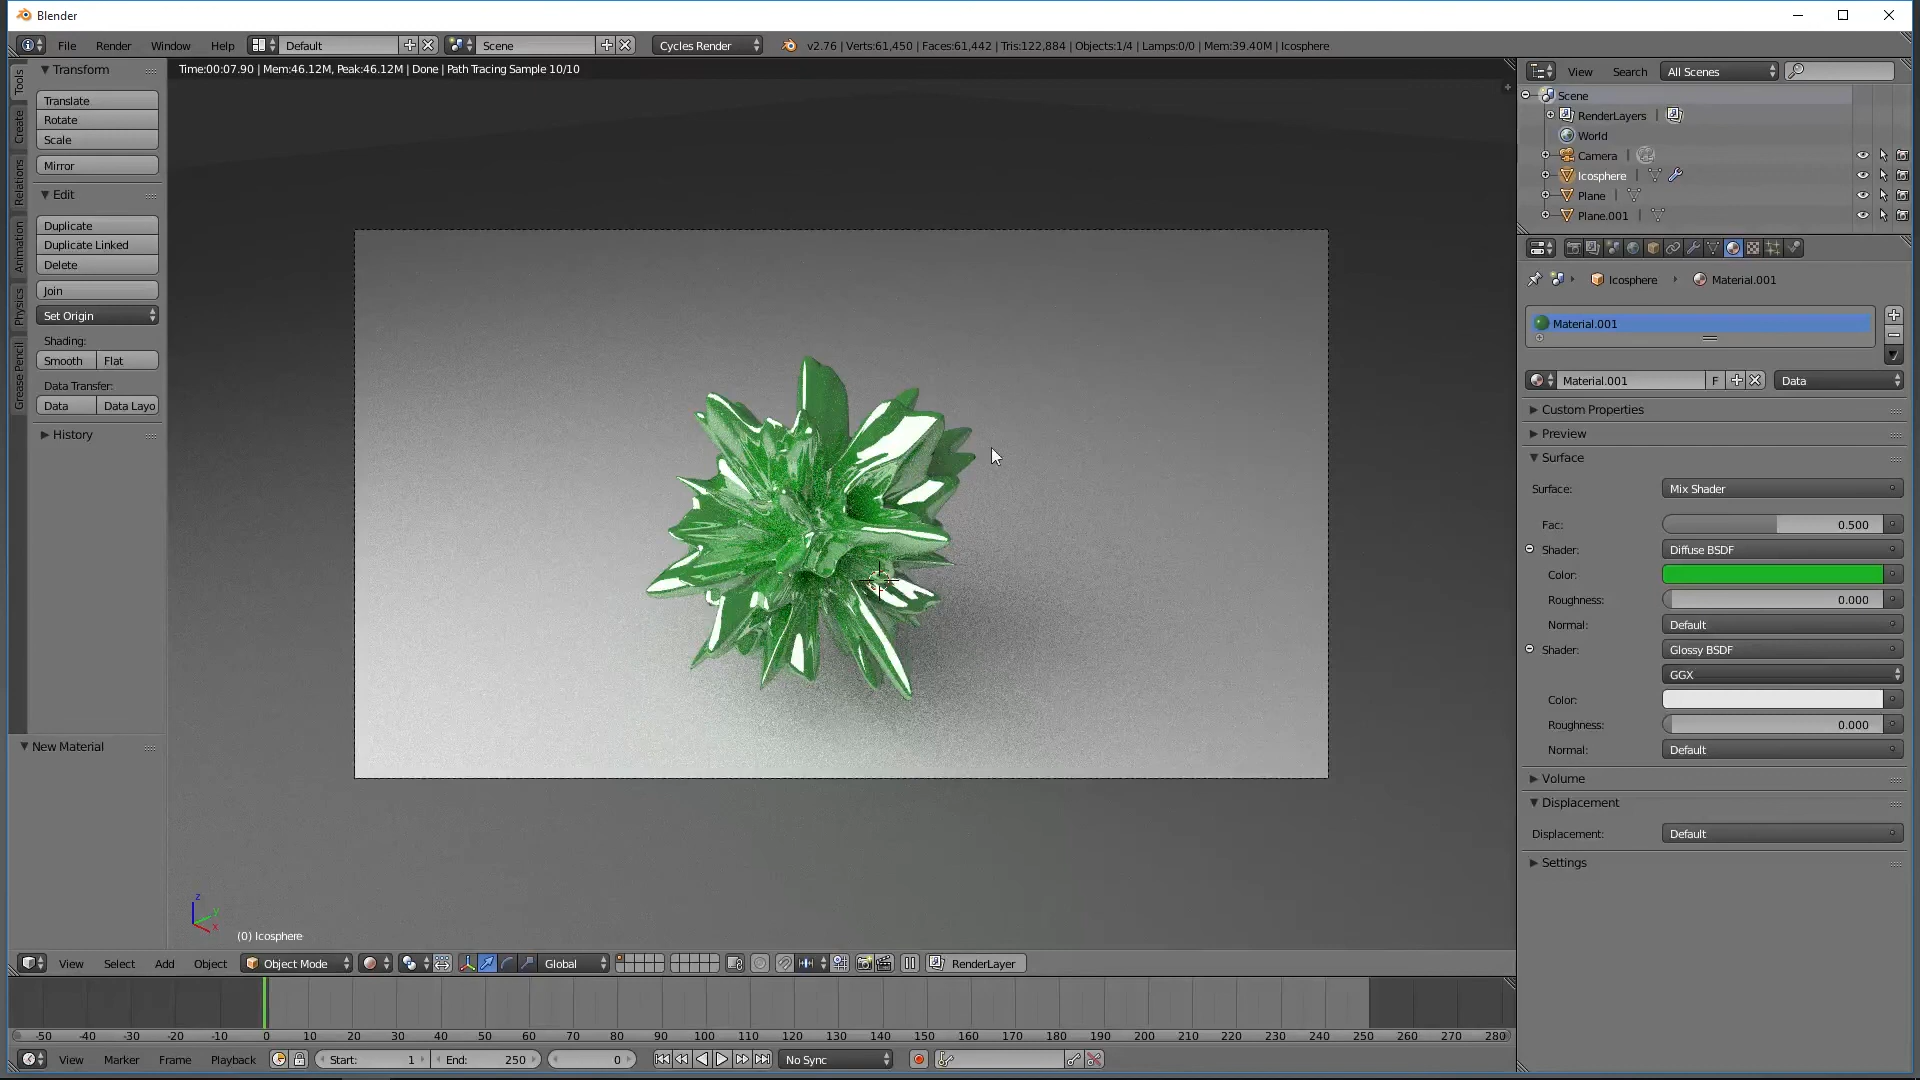 Blender
File Render Window Help Default Scene Cycles Render v2.76 | Verts:61,450 | Faces:61,442 | Tris:122,884 | Objects:1/4 | Lamps:0/0 | Mem:39.40M | Icosphere
Time:00:07.90 | Mem:46.12M, Peak:46.12M | Done | Path Tracing Sample 10/10
Tools
Create
Relations
Animation
Physics
Grease Pencil
Transform
Translate
Rotate
Scale
Mirror
Edit
Duplicate
Duplicate Linked
Delete
Join
Set Origin
Shading:
Smooth Flat
Data Transfer:
Data Data Layo
History
New Material
z
y
x
(0) Icosphere
View Select Add Object Object Mode Global RenderLayer
-50 -40 -30 -20 -10 0 10 20 30 40 50 60 70 80 90 100 110 120 130 140 150 160 170 180 190 200 210 220 230 240 250 260 270 280
View Marker Frame Playback Start: 1 End: 250 0 No Sync
View Search All Scenes
Scene
RenderLayers |
World
Camera |
Icosphere |
Plane |
Plane.001 |
Icosphere Material.001
Material.001
Material.001 F Data
Custom Properties
Preview
Surface
Surface: Mix Shader
Fac: 0.500
Shader: Diffuse BSDF
Color:
Roughness: 0.000
Normal: Default
Shader: Glossy BSDF
GGX
Color:
Roughness: 0.000
Normal: Default
Volume
Displacement
Displacement: Default
Settings